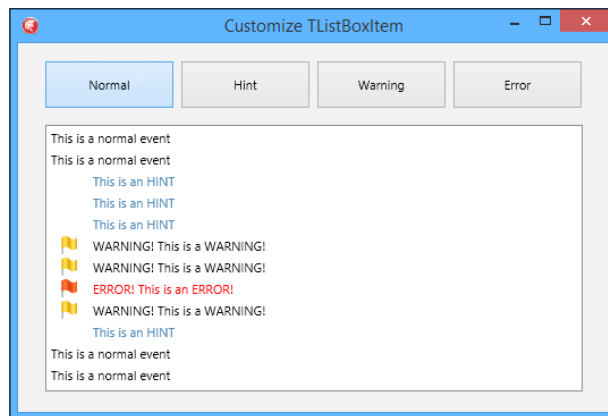 Customize TListBoxItem
Normal Hint Warning Error
This is a normal event
This is a normal event
This is an HINT
This is an HINT
This is an HINT
WARNING! This is a WARNING!
WARNING! This is a WARNING!
ERROR! This is an ERROR!
WARNING! This is a WARNING!
This is an HINT
This is a normal event
This is a normal event